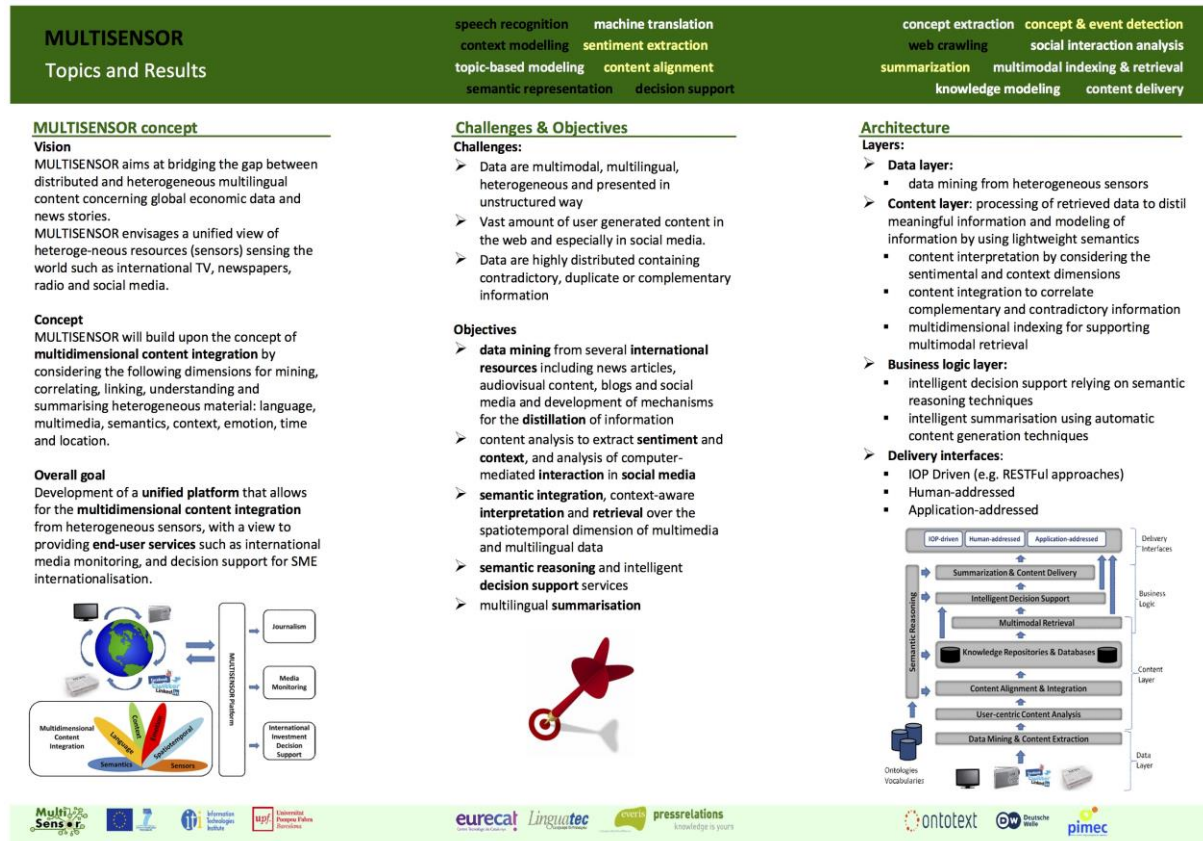 MULTISENSOR
Topics and Results
speech recognition machine translation
context modelling sentiment extraction
topic-based modeling content alignment
semantic representation decision support
concept extraction concept & event detection
web crawling social interaction analysis
summarization multimodal indexing & retrieval
knowledge modeling content delivery
MULTISENSOR concept
Vision
MULTISENSOR aims at bridging the gap between
distributed and heterogeneous multilingual
content concerning global economic data and
news stories.
MULTISENSOR envisages a unified view of
heteroge-neous resources (sensors) sensing the
world such as international TV, newspapers,
radio and social media.
Concept
MULTISENSOR will build upon the concept of
multidimensional content integration by
considering the following dimensions for mining,
correlating, linking, understanding and
summarising heterogeneous material: language,
multimedia, semantics, context, emotion, time
and location.
Overall goal
Development of a unified platform that allows
for the multidimensional content integration
from heterogeneous sensors, with a view to
providing end-user services such as international
media monitoring, and decision support for SME
internationalisation.
MULTISENSOR Platform
Journalism
Media
Monitoring
International
Investment
Decision
Support
Multidimensional
Content
Integration
Semantics
Language
Context
Spatiotemporal
Sensors
Challenges & Objectives
Challenges:
➢ Data are multimodal, multilingual,
heterogeneous and presented in
unstructured way
➢ Vast amount of user generated content in
the web and especially in social media.
➢ Data are highly distributed containing
contradictory, duplicate or complementary
information
Objectives
➢ data mining from several international
resources including news articles,
audiovisual content, blogs and social
media and development of mechanisms
for the distillation of information
➢ content analysis to extract sentiment and
context, and analysis of computer-
mediated interaction in social media
➢ semantic integration, context-aware
interpretation and retrieval over the
spatiotemporal dimension of multimedia
and multilingual data
➢ semantic reasoning and intelligent
decision support services
➢ multilingual summarisation
Architecture
Layers:
➢ Data layer:
▪ data mining from heterogeneous sensors
➢ Content layer: processing of retrieved data to distil
meaningful information and modeling of
information by using lightweight semantics
▪ content interpretation by considering the
sentimental and context dimensions
▪ content integration to correlate
complementary and contradictory information
▪ multidimensional indexing for supporting
multimodal retrieval
➢ Business logic layer:
▪ intelligent decision support relying on semantic
reasoning techniques
▪ intelligent summarisation using automatic
content generation techniques
➢ Delivery interfaces:
▪ IOP Driven (e.g. RESTFul approaches)
▪ Human-addressed
▪ Application-addressed
IOP-driven Human-addressed Application-addressed
Delivery
Interfaces
Summarization & Content Delivery
Intelligent Decision Support
Business
Logic
Multimodal Retrieval
Semantic Reasoning
Knowledge Repositories & Databases
Content
Layer
Content Alignment & Integration
User-centric Content Analysis
Data Mining & Content Extraction
Data
Layer
Ontologies
Vocabularies
Multi
Sensor
iti Information
Technologies
Institute
upf. Universitat
Pompeu Fabra
Barcelona
eurecat
Linguatec
everis
pressrelations
knowledge is yours
ontotext
DW Deutsche
Welle
pimec